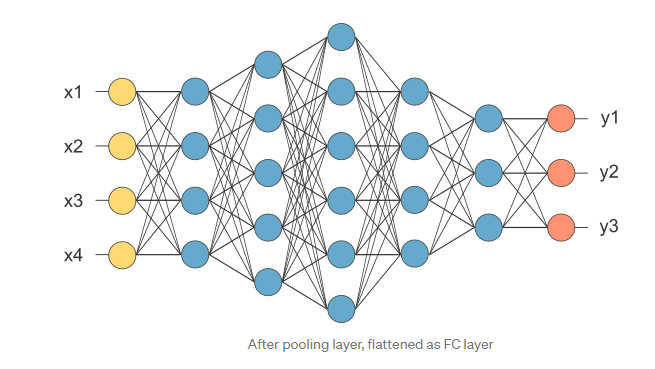 x1
x2
x3
x4
y1
y2
y3
After pooling layer, flattened as FC layer